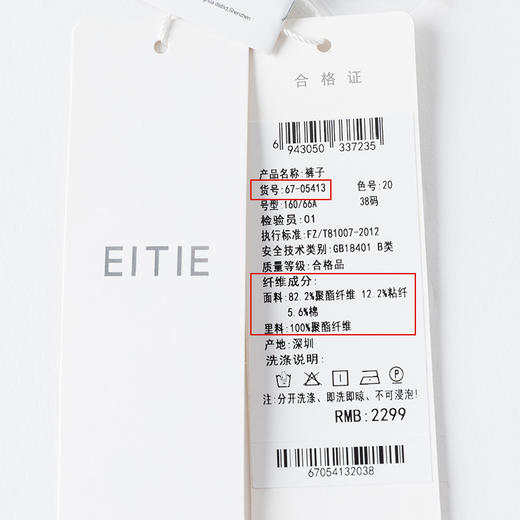 district,Shenzhen
EITIE
合格证
6 943050 337235
产品名称:裤子
货号:67-05413 色号:20
号型:160/66A 38码
检验员:01
执行标准:FZ/T81007-2012
安全技术类别:GB18401 B类
质量等级:合格品
纤维成分:
面料:82.2%聚酯纤维 12.2%粘纤
5.6%棉
里料:100%聚酯纤维
产地:深圳
洗涤说明:
注:分开洗涤、即洗即晾、不可浸泡!
RMB:2299
67054132038